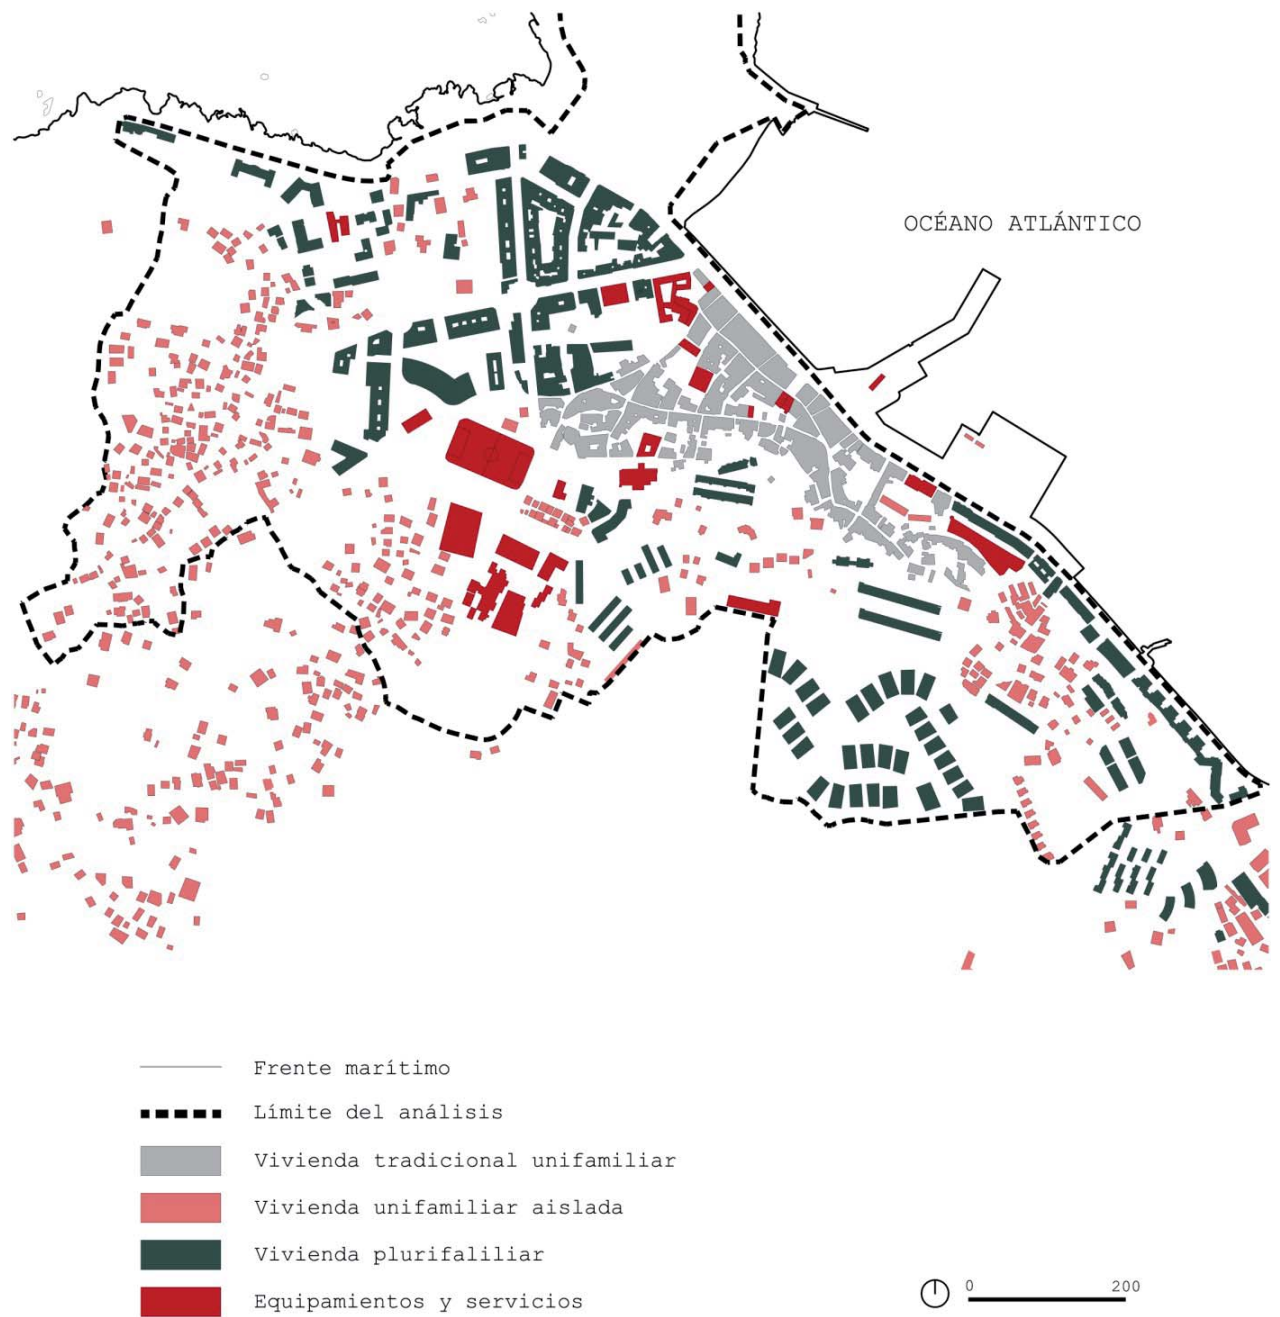 OCÉANO ATLÁNTICO
Frente marítimo
Límite del análisis
Vivienda tradicional unifamiliar
Vivienda unifamiliar aislada
Vivienda plurifaliliar
Equipamientos y servicios
0 200